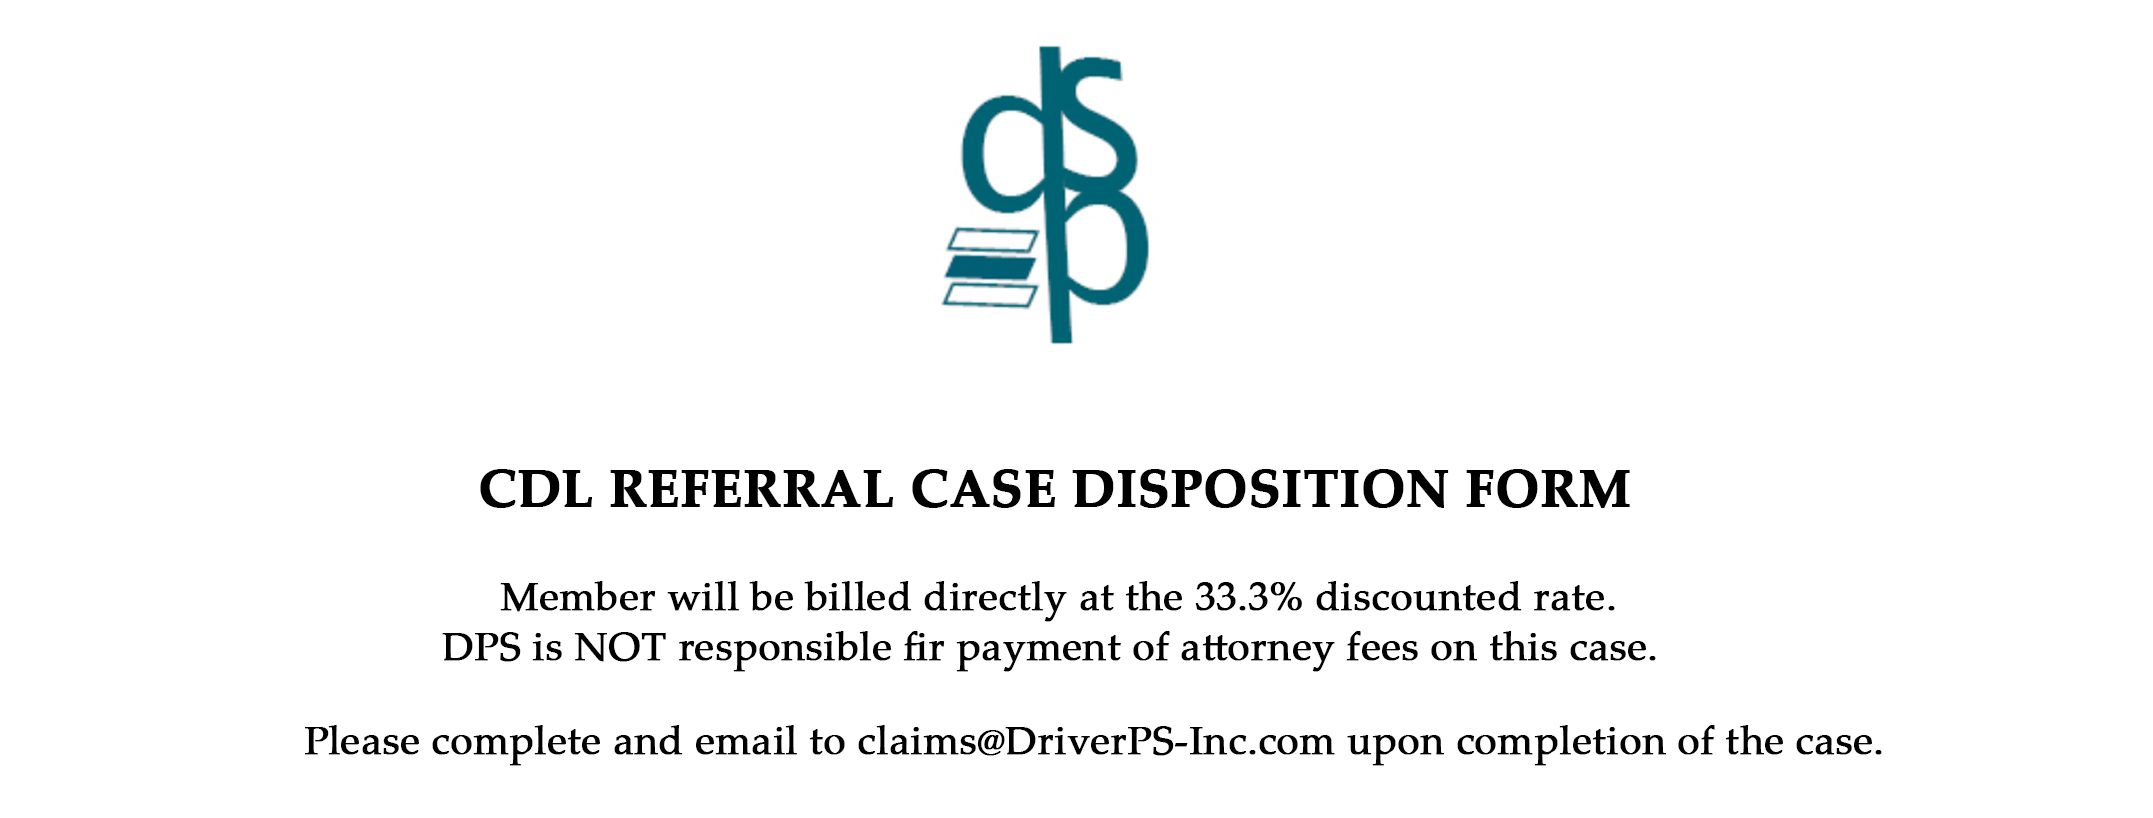 dsp
CDL REFERRAL CASE DISPOSITION FORM
Member will be billed directly at the 33.3% discounted rate.
DPS is NOT responsible fir payment of attorney fees on this case.
Please complete and email to claims@DriverPS-Inc.com upon completion of the case.